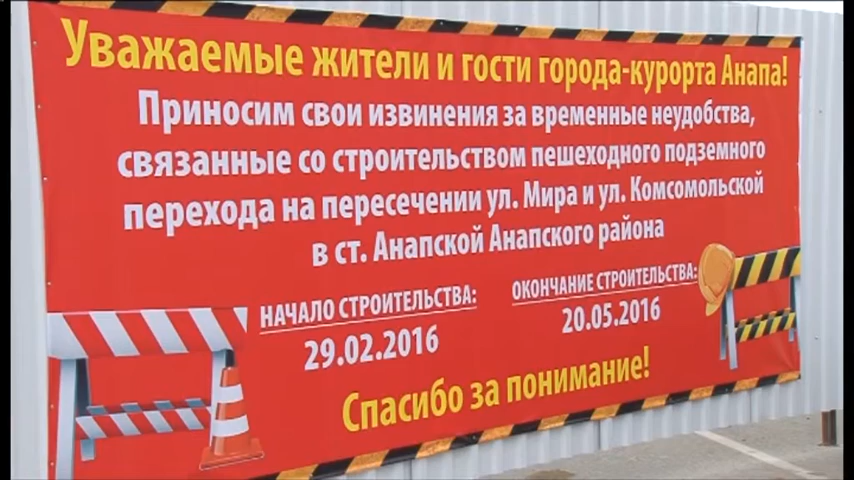 Уважаемые жители и гости города-курорта Анапа!
Приносим свои извинения за временные неудобства,
связанные со строительством пешеходного подземного
перехода на пересечении ул. Мира и ул. Комсомольской
в ст. Анапской Анапского района
НАЧАЛО СТРОИТЕЛЬСТВА:
29.02.2016
ОКОНЧАНИЕ СТРОИТЕЛЬСТВА:
20.05.2016
Спасибо за понимание!